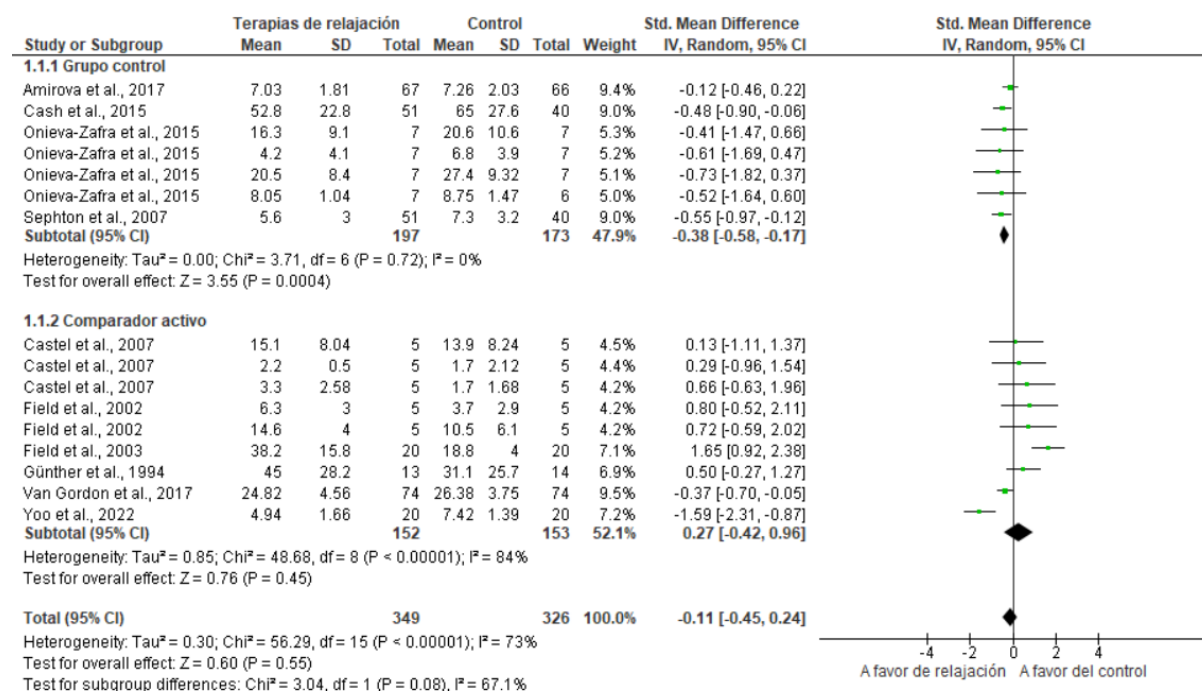 Terapias de relajación Control Std. Mean Difference Std. Mean Difference
Study or Subgroup Mean SD Total Mean SD Total Weight IV, Random, 95% CI IV, Random, 95% CI
1.1.1 Grupo control
Amirova et al., 2017 7.03 1.81 67 7.26 2.03 66 9.4% -0.12 [-0.46, 0.22]
Cash et al., 2015 52.8 22.8 51 65 27.6 40 9.0% -0.48 [-0.90, -0.06]
Onieva-Zafra et al., 2015 16.3 9.1 7 20.6 10.6 7 5.3% -0.41 [-1.47, 0.66]
Onieva-Zafra et al., 2015 4.2 4.1 7 6.8 3.9 7 5.2% -0.61 [-1.69, 0.47]
Onieva-Zafra et al., 2015 20.5 8.4 7 27.4 9.32 7 5.2% -0.73 [-1.82, 0.37]
Onieva-Zafra et al., 2015 8.05 1.04 7 8.75 1.47 6 5.0% -0.52 [-1.64, 0.60]
Sephton et al., 2007 5.6 3 51 7.3 3.2 40 9.0% -0.55 [-0.97, -0.12]
Subtotal (95% CI) 197 173 47.9% -0.38 [-0.58, -0.17]
Heterogeneity: Tau² = 0.00; Chi² = 3.71, df = 6 (P = 0.72); I² = 0%
Test for overall effect: Z = 3.55 (P = 0.0004)
1.1.2 Comparador activo
Castel et al., 2007 15.1 8.04 5 13.9 8.24 5 4.5% 0.13 [-1.11, 1.37]
Castel et al., 2007 2.2 0.5 5 1.7 2.12 5 4.4% 0.29 [-0.96, 1.54]
Castel et al., 2007 3.3 2.58 5 1.7 1.68 5 4.2% 0.66 [-0.63, 1.96]
Field et al., 2002 6.3 3 5 3.7 2.9 5 4.2% 0.80 [-0.52, 2.11]
Field et al., 2002 14.6 4 5 10.5 6.1 5 4.2% 0.72 [-0.59, 2.02]
Field et al., 2003 38.2 15.8 20 18.8 4 20 7.1% 1.65 [0.92, 2.38]
Günther et al., 1994 45 28.2 13 31.1 25.7 14 6.9% 0.50 [-0.27, 1.27]
Van Gordon et al., 2017 24.82 4.56 74 26.38 3.75 74 9.5% -0.37 [-0.70, -0.05]
Yoo et al., 2022 4.94 1.66 20 7.42 1.39 20 7.2% -1.59 [-2.31, -0.87]
Subtotal (95% CI) 152 153 52.1% 0.27 [-0.42, 0.96]
Heterogeneity: Tau² = 0.85; Chi² = 48.68, df = 8 (P < 0.00001); I² = 84%
Test for overall effect: Z = 0.76 (P = 0.45)
Total (95% CI) 349 326 100.0% -0.11 [-0.45, 0.24]
Heterogeneity: Tau² = 0.30; Chi² = 56.29, df = 15 (P < 0.00001); I² = 73%
Test for overall effect: Z = 0.60 (P = 0.55)
Test for subgroup differences: Chi² = 3.04, df = 1 (P = 0.08), I² = 67.1%
-4 -2 0 2 4
A favor de relajación A favor del control